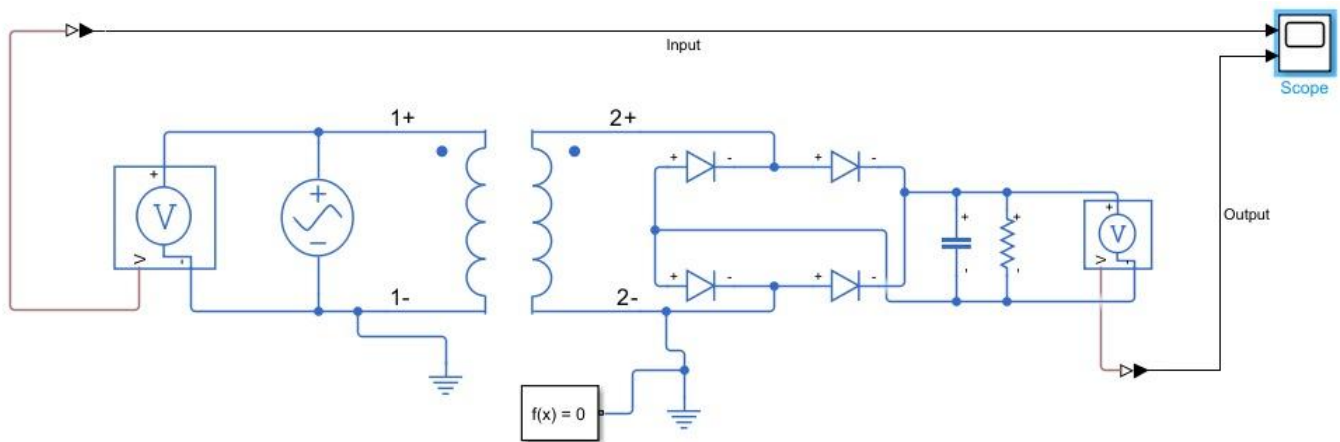 Input
Scope
1+
2+
+ - + -
+
V
V
-
+
-
+
+
+
V
V
-
Output
-
-
1-
2-
+ - + -
f(x) = 0